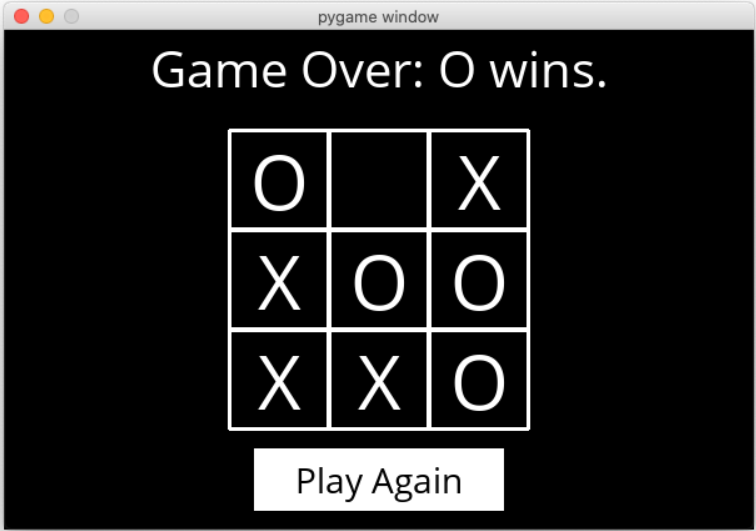 pygame window
Game Over: O wins.
O X
X O O
X X O
Play Again